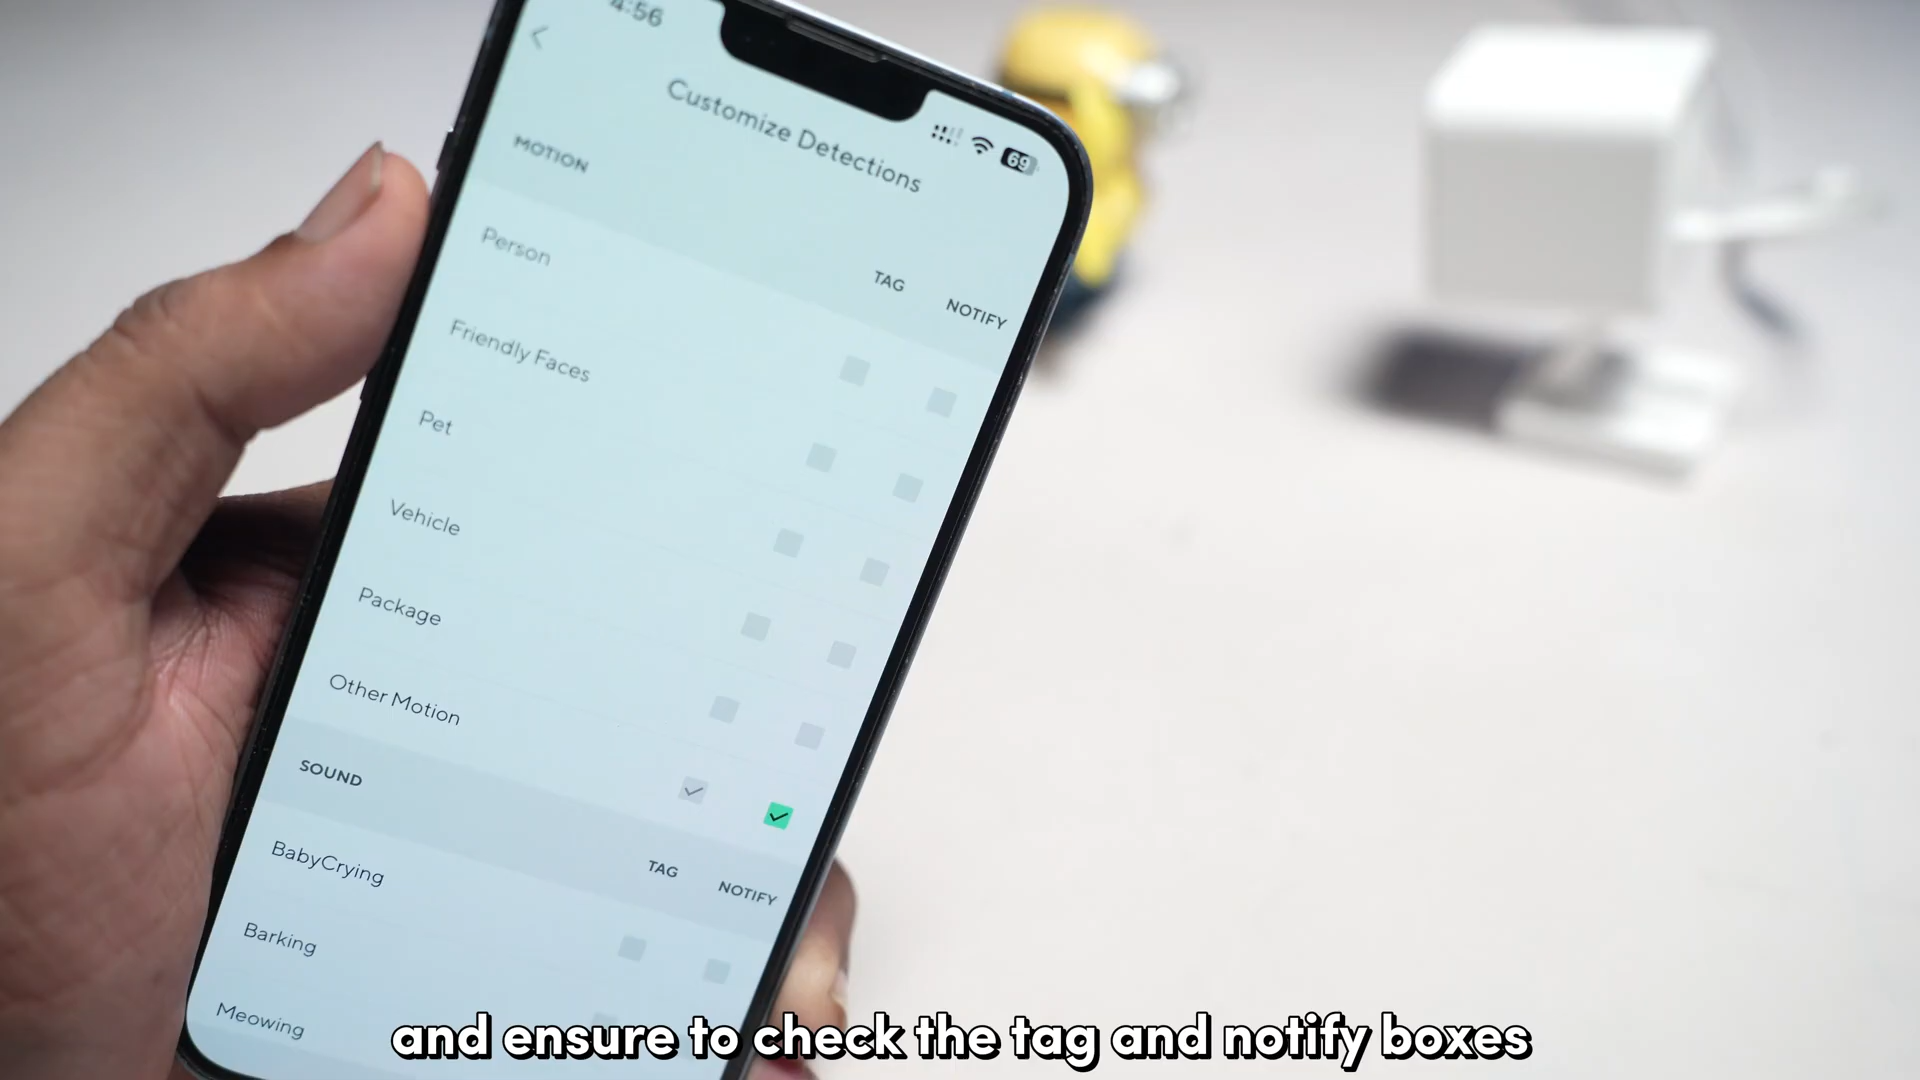 4:56
69
Customize Detections
MOTION
TAG NOTIFY
Person
Friendly Faces
Pet
Vehicle
Package
Other Motion
SOUND
TAG NOTIFY
BabyCrying
Barking
Meowing
and ensure to check the tag and notify boxes